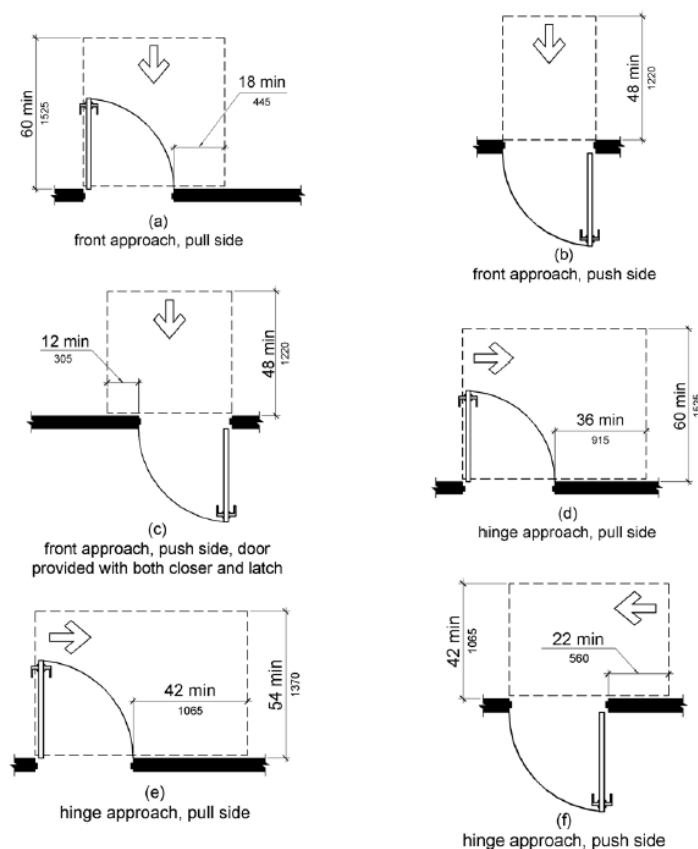 60 min
1525
18 min
445
(a)
front approach, pull side
48 min
1220
(b)
front approach, push side
12 min
305
48 min
1220
(c)
front approach, push side, door
provided with both closer and latch
36 min
915
60 min
1525
(d)
hinge approach, pull side
42 min
1065
54 min
1370
(e)
hinge approach, pull side
42 min
1065
22 min
560
(f)
hinge approach, push side